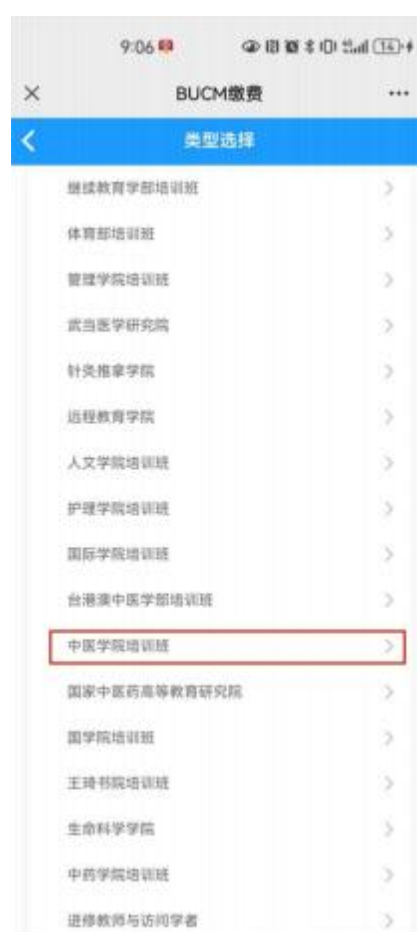 9:06
14
BUCM缴费
类型选择
继续教育学部培训班
体育部培训班
管理学院培训班
武当医学研究院
针灸推拿学院
远程教育学院
人文学院培训班
护理学院培训班
国际学院培训班
台港澳中医学部培训班
中医学院培训班
国家中医药高等教育研究院
国学院培训班
王琦书院培训班
生命科学学院
中药学院培训班
进修教师与访问学者